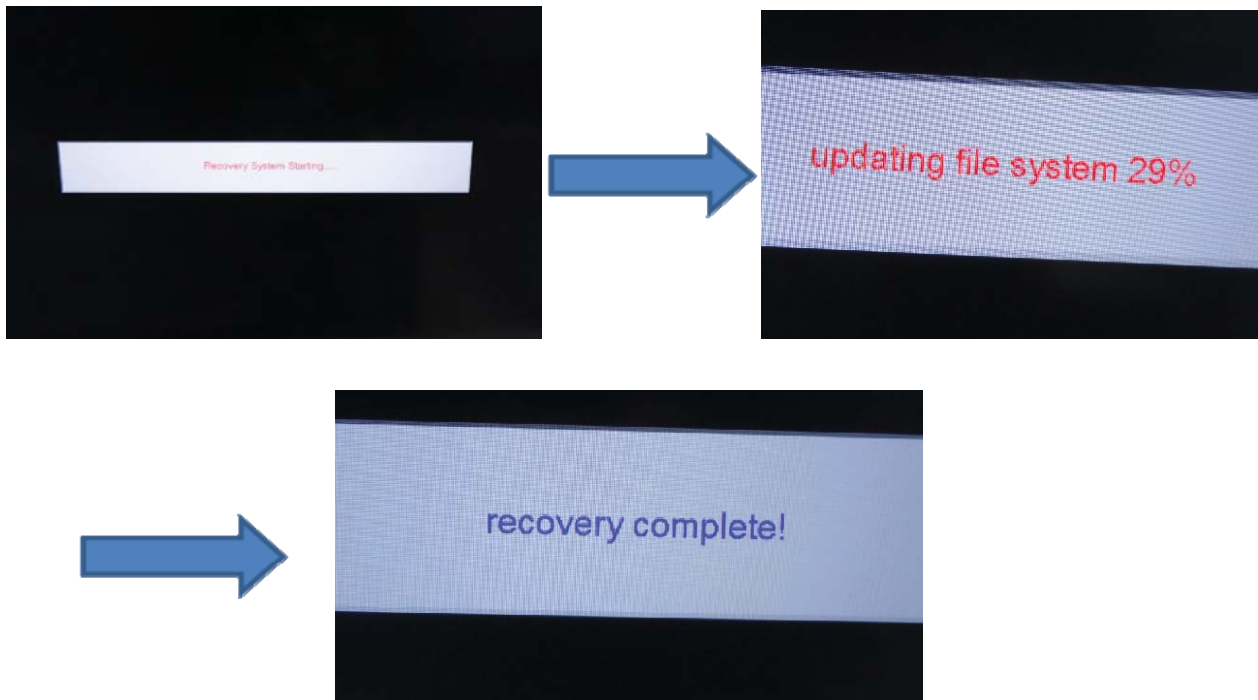 Recovery System Starting.....
updating file system 29%
recovery complete!